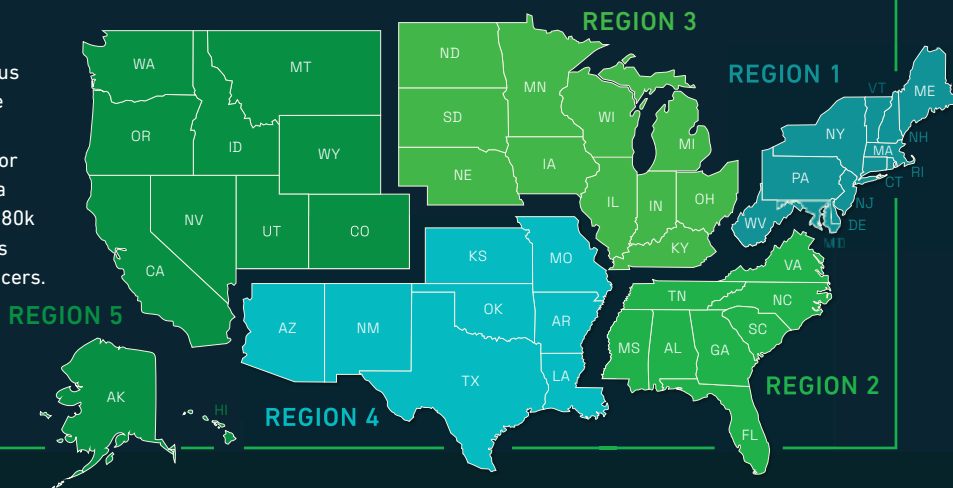 us
e
or
a
80k
s
cers.
REGION 5
WA
MT
OR
ID
WY
NV
UT
CO
CA
AK
HI
REGION 3
ND
MN
SD
WI
MI
NE
IA
IL
IN
OH
KY
REGION 1
VT
ME
NY
NH
MA
RI
CT
PA
NJ
DE
WV
MD
REGION 4
KS
MO
OK
AR
AZ
NM
TX
LA
REGION 2
VA
TN
NC
SC
MS
AL
GA
FL